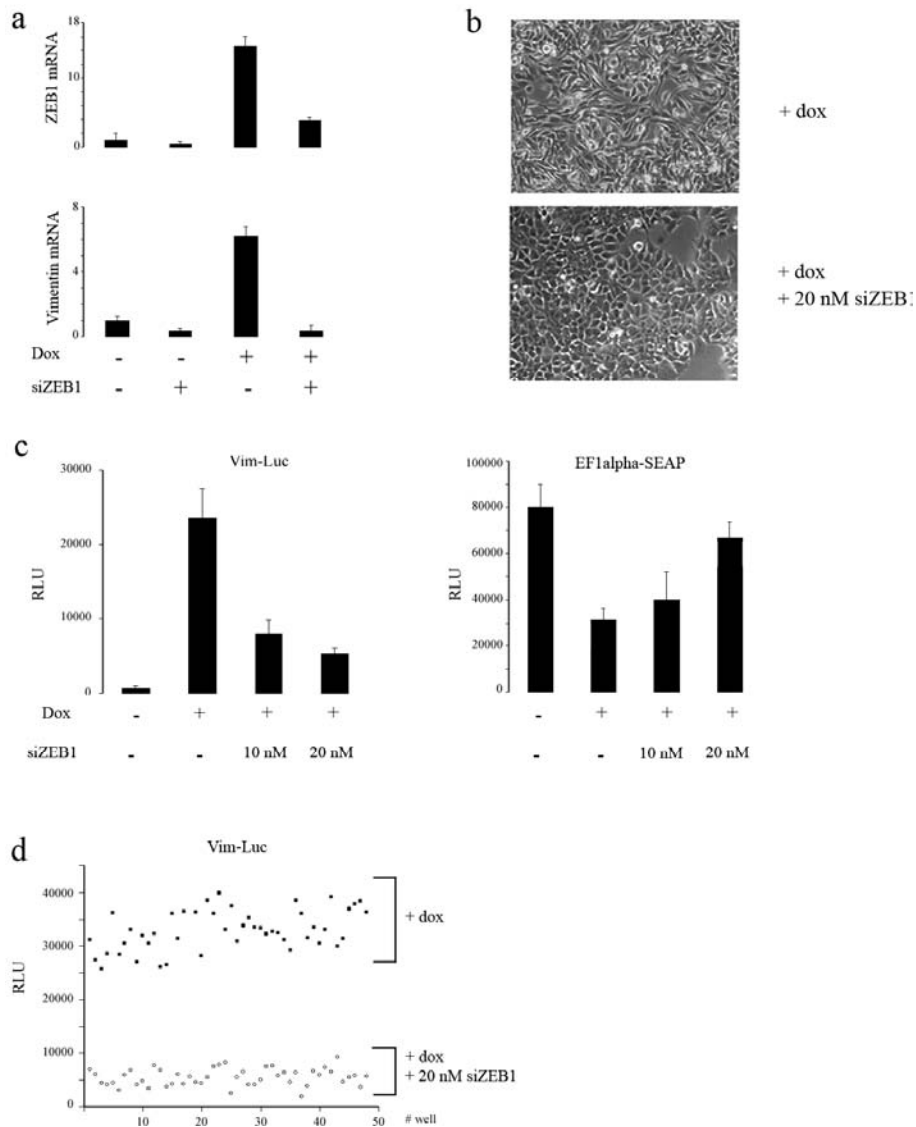 a
ZEB1 mRNA
18
12
6
0
Vimentin mRNA
8
4
0
Dox - - + +
siZEB1 - + - +
b
+ dox
+ dox
+ 20 nM siZEB1
c
Vim-Luc
RLU
30000
20000
10000
0
Dox - + + +
siZEB1 - - 10 nM 20 nM
EF1alpha-SEAP
RLU
100000
80000
60000
40000
20000
0
- + + +
- - 10 nM 20 nM
d
Vim-Luc
RLU
40000
30000
20000
10000
0
10 20 30 40 50
# well
+ dox
+ dox
+ 20 nM siZEB1